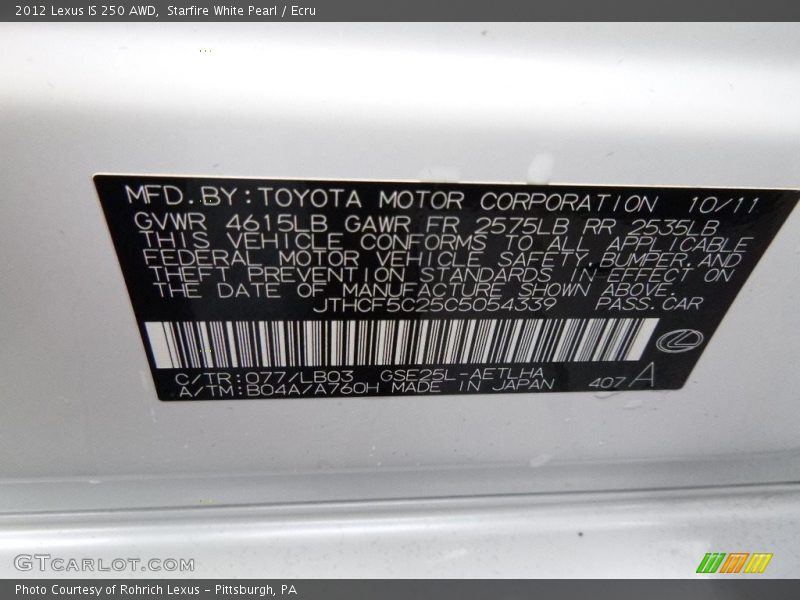 2012 Lexus IS 250 AWD,  Starfire White Pearl / Ecru
MFD. BY: TOYOTA MOTOR CORPORATION 10/11
GVWR 4615LB GAWR FR 2575LB RR 2535LB
THIS VEHICLE CONFORMS TO ALL APPLICABLE
FEDERAL MOTOR VEHICLE SAFETY, BUMPER, AND
THEFT PREVENTION STANDARDS IN EFFECT ON
THE DATE OF MANUFACTURE SHOWN ABOVE.
JTHCF5C25C5054339 PASS.CAR
C/TR:077/LB03 GSE25L-AETLHA
A/TM:B04A/A760H MADE IN JAPAN 407A
GTCARLOT.COM
Photo Courtesy of Rohrich Lexus - Pittsburgh, PA